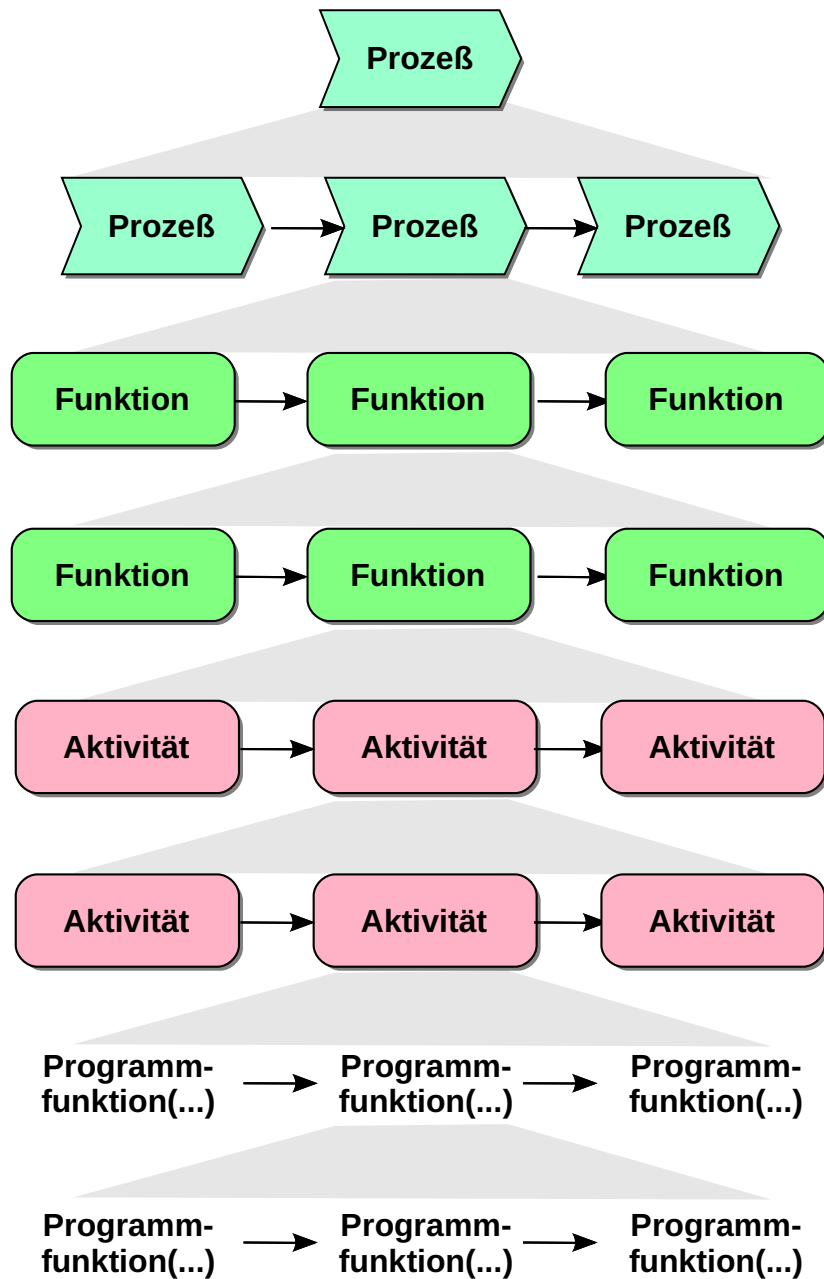 Prozeß
Prozeß Prozeß Prozeß
Funktion Funktion Funktion
Funktion Funktion Funktion
Aktivität Aktivität Aktivität
Aktivität Aktivität Aktivität
Programm- Programm- Programm-
funktion(...) funktion(...) funktion(...)
Programm- Programm- Programm-
funktion(...) funktion(...) funktion(...)